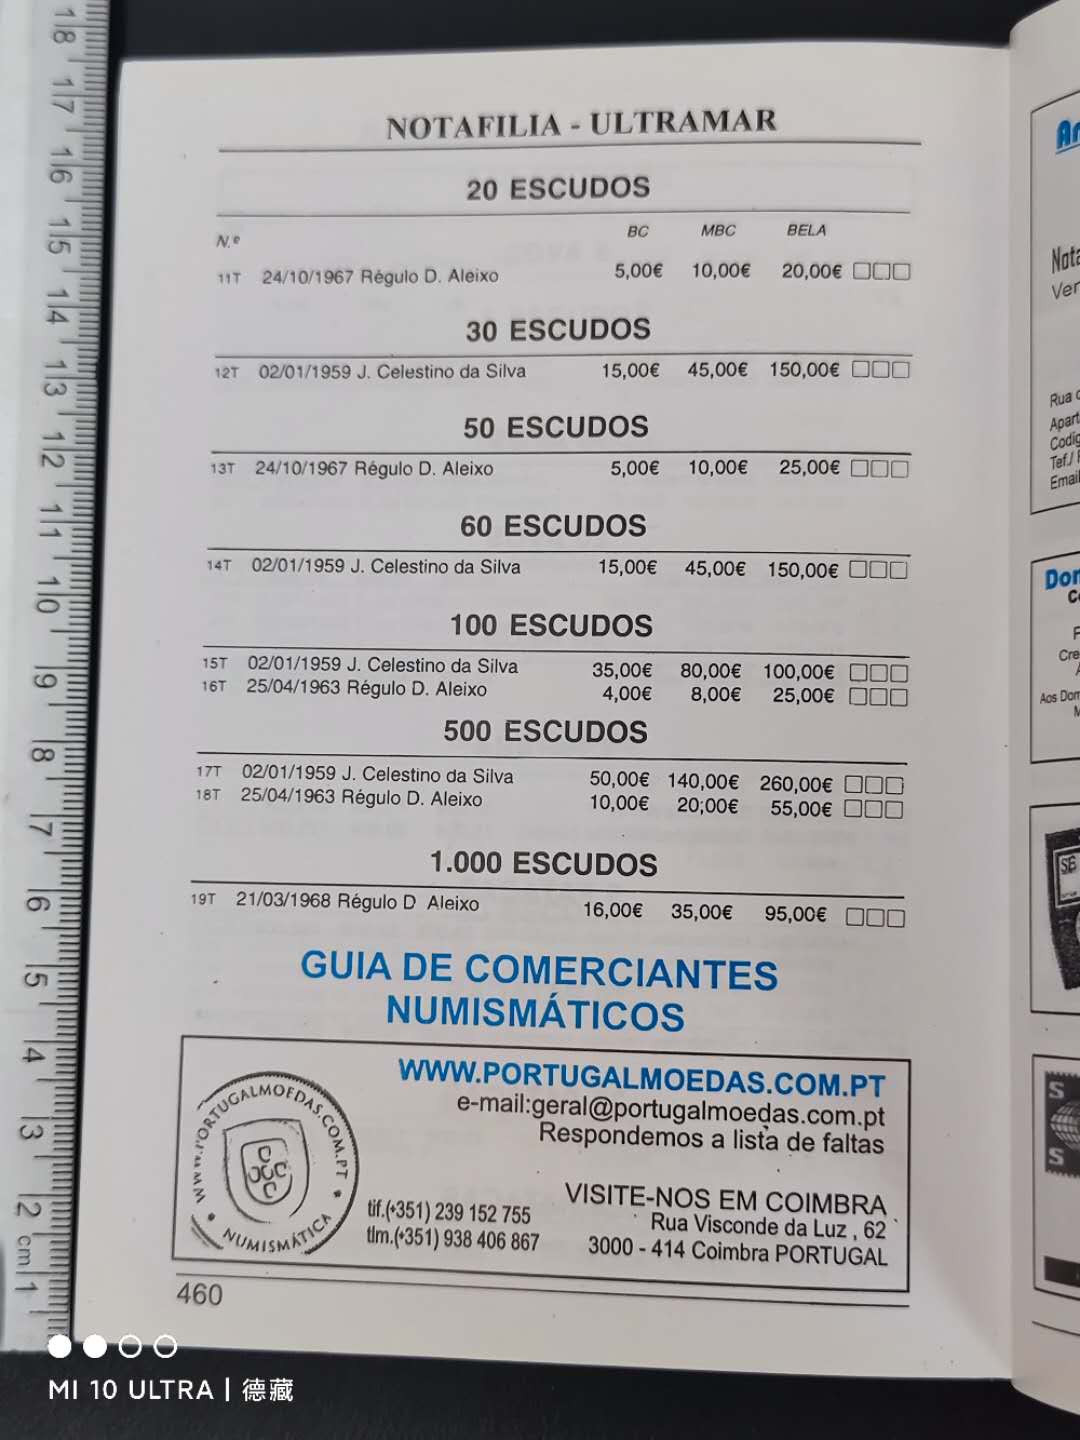 NOTAFILIA - ULTRAMAR
20 ESCUDOS
N.º BC MBC BELA
11T 24/10/1967 Régulo D. Aleixo 5,00€ 10,00€ 20,00€
30 ESCUDOS
12T 02/01/1959 J. Celestino da Silva 15,00€ 45,00€ 150,00€
50 ESCUDOS
13T 24/10/1967 Régulo D. Aleixo 5,00€ 10,00€ 25,00€
60 ESCUDOS
14T 02/01/1959 J. Celestino da Silva 15,00€ 45,00€ 150,00€
100 ESCUDOS
15T 02/01/1959 J. Celestino da Silva 35,00€ 80,00€ 100,00€
16T 25/04/1963 Régulo D. Aleixo 4,00€ 8,00€ 25,00€
500 ESCUDOS
17T 02/01/1959 J. Celestino da Silva 50,00€ 140,00€ 260,00€
18T 25/04/1963 Régulo D. Aleixo 10,00€ 20;00€ 55,00€
1.000 ESCUDOS
19T 21/03/1968 Régulo D Aleixo 16,00€ 35,00€ 95,00€
GUIA DE COMERCIANTES
NUMISMÁTICOS
WWW.PORTUGALMOEDAS.COM.PT
e-mail:geral@portugalmoedas.com.pt
Respondemos a lista de faltas
WWW.PORTUGALMOEDAS.COM.PT
NUMISMÁTICA
VISITE-NOS EM COIMBRA
tlf.(+351) 239 152 755 Rua Visconde da Luz , 62
tlm.(+351) 938 406 867 3000 - 414 Coimbra PORTUGAL
460
18
17
16
15
14
13
12
11
10
9
8
7
6
5
4
3
2
cm 1
Rua
Email
S
S
MI 10 ULTRA | 德藏